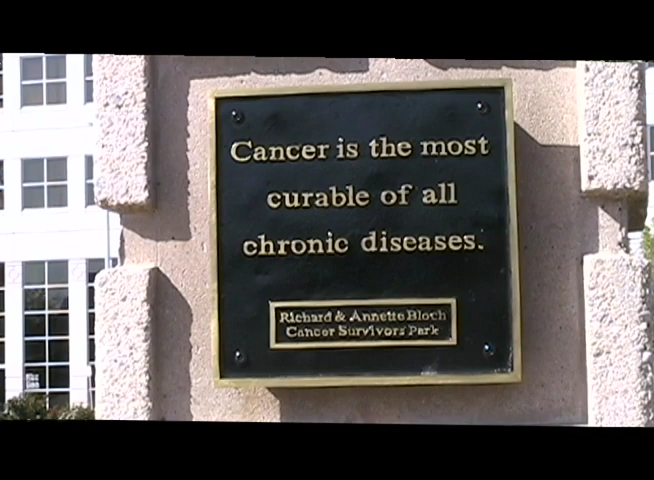 Cancer is the most
curable of all
chronic diseases.
Richard & Annette Bloch
Cancer Survivors Park